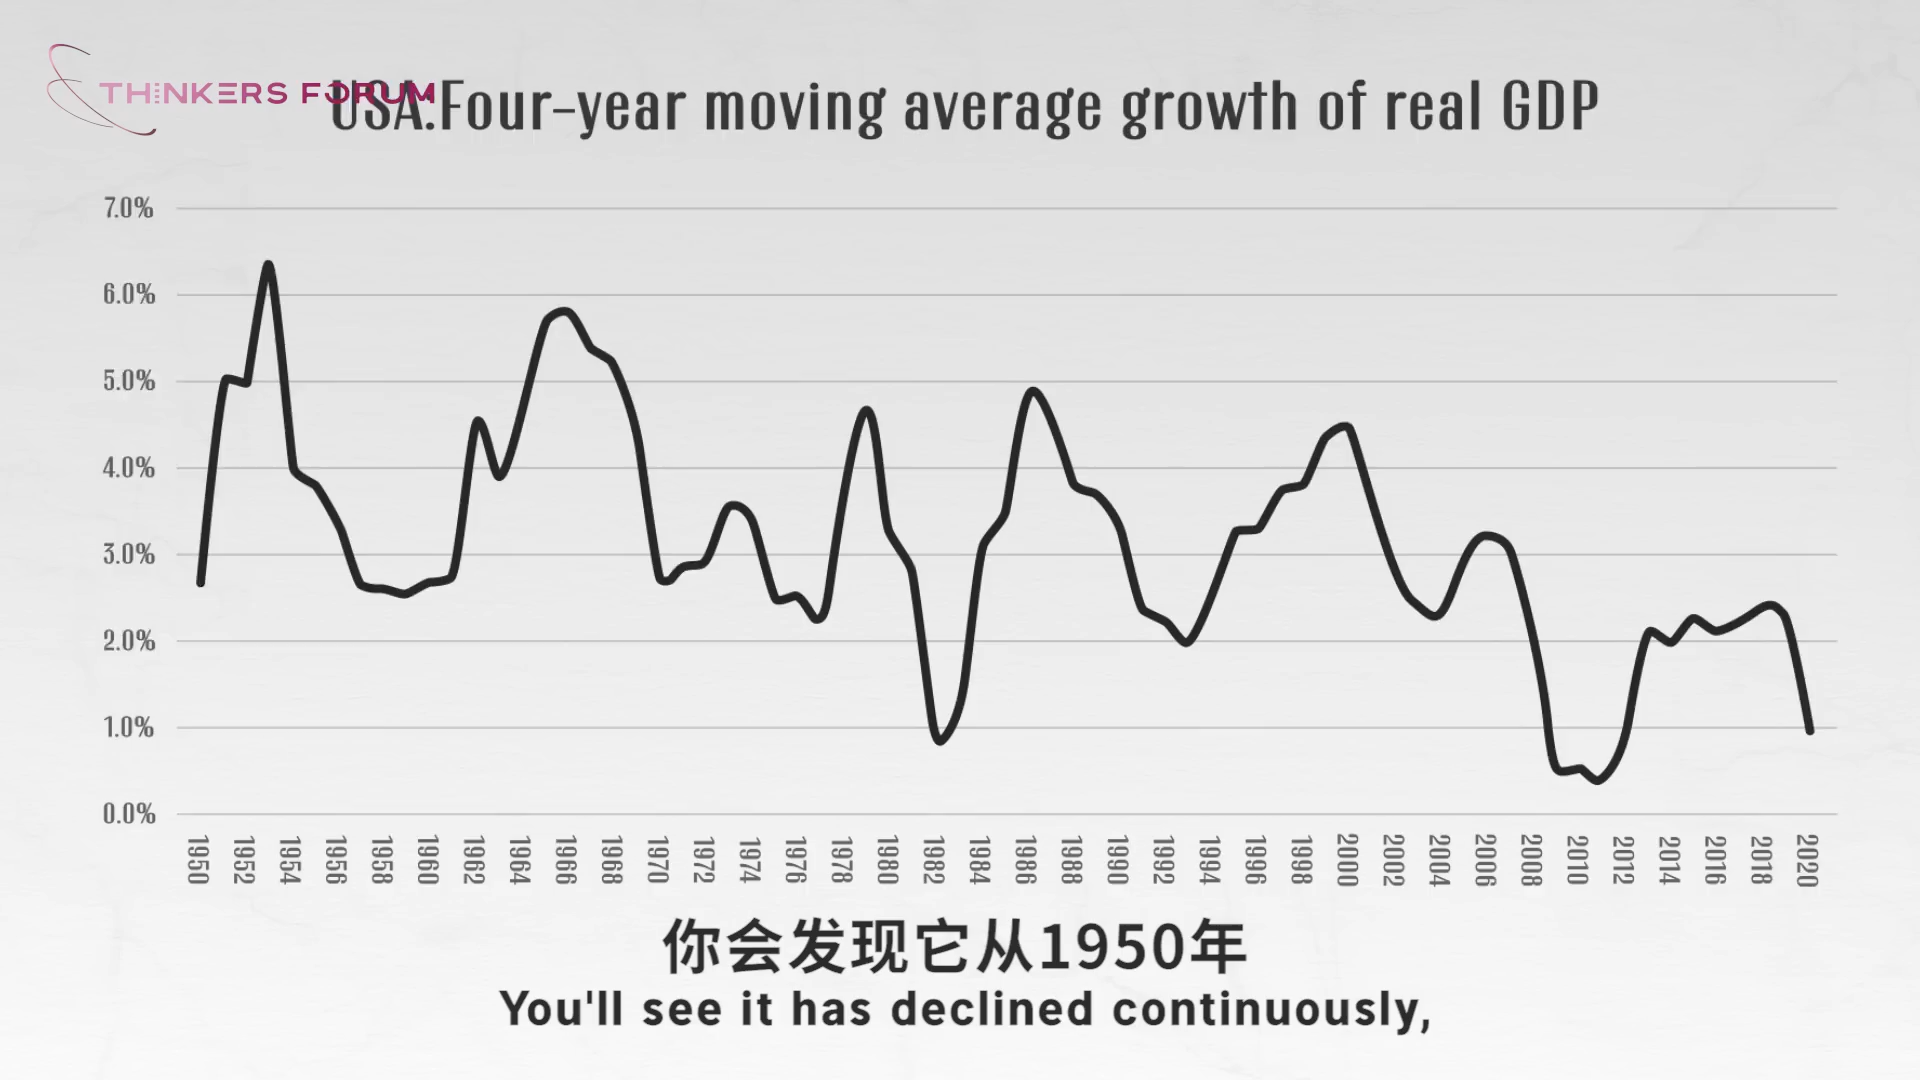 THINKERS FORUM
USA.Four-year moving average growth of real GDP
7.0%
6.0%
5.0%
4.0%
3.0%
2.0%
1.0%
0.0%
1950 1952 1954 1956 1958 1960 1962 1964 1966 1968 1970 1972 1974 1976 1978 1980 1982 1984 1986 1988 1990 1992 1994 1996 1998 2000 2002 2004 2006 2008 2010 2012 2014 2016 2018 2020
你会发现它从1950年
You'll see it has declined continuously,